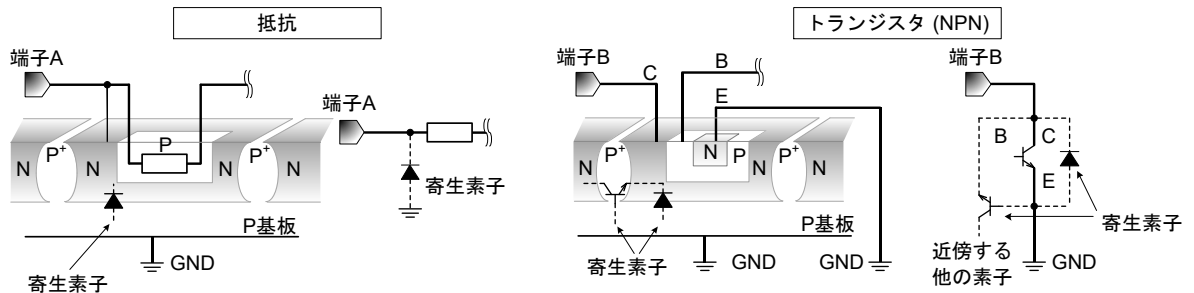 抵抗
端子A
N
P+
N
P
N
P+
N
P基板
寄生素子
GND
端子A
寄生素子
トランジスタ (NPN)
端子B
C
B
E
N
P+
N
N
P
P+
N
P基板
寄生素子
GND
GND
端子B
B
C
E
寄生素子
近傍する
他の素子
GND